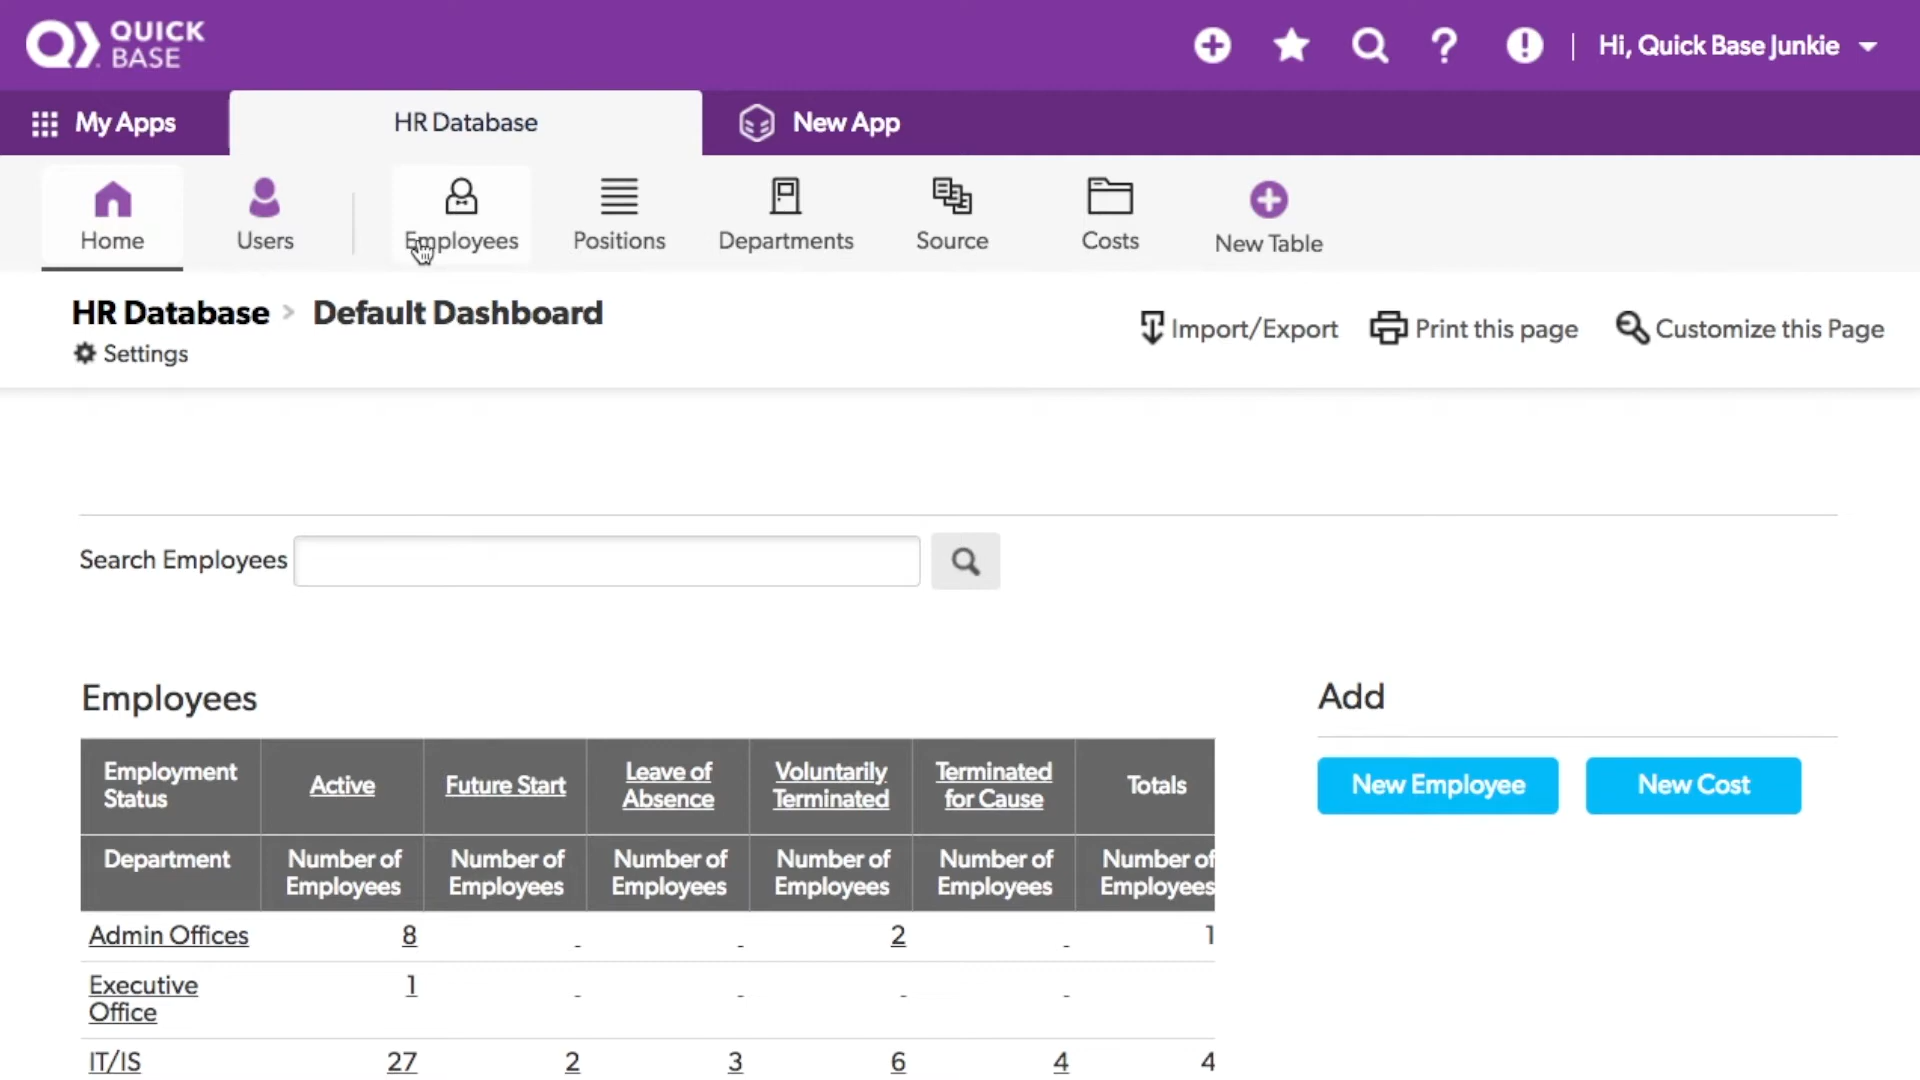 QUICK
BASE
Hi, Quick Base Junkie
My Apps
HR Database
New App
Home
Users
Employees
Positions
Departments
Source
Costs
New Table
HR Database > Default Dashboard
Settings
Import/Export
Print this page
Customize this Page
Search Employees
Employees
Add
New Employee
New Cost
Employment Active Future Start Leave of Voluntarily Terminated Totals
Status Absence Terminated for Cause
Department Number of Number of Number of Number of Number of Number of
Employees Employees Employees Employees Employees Employees
Admin Offices 8 - - 2 - 1
Executive 1 - - - -
Office
IT/IS 27 2 3 6 4 4